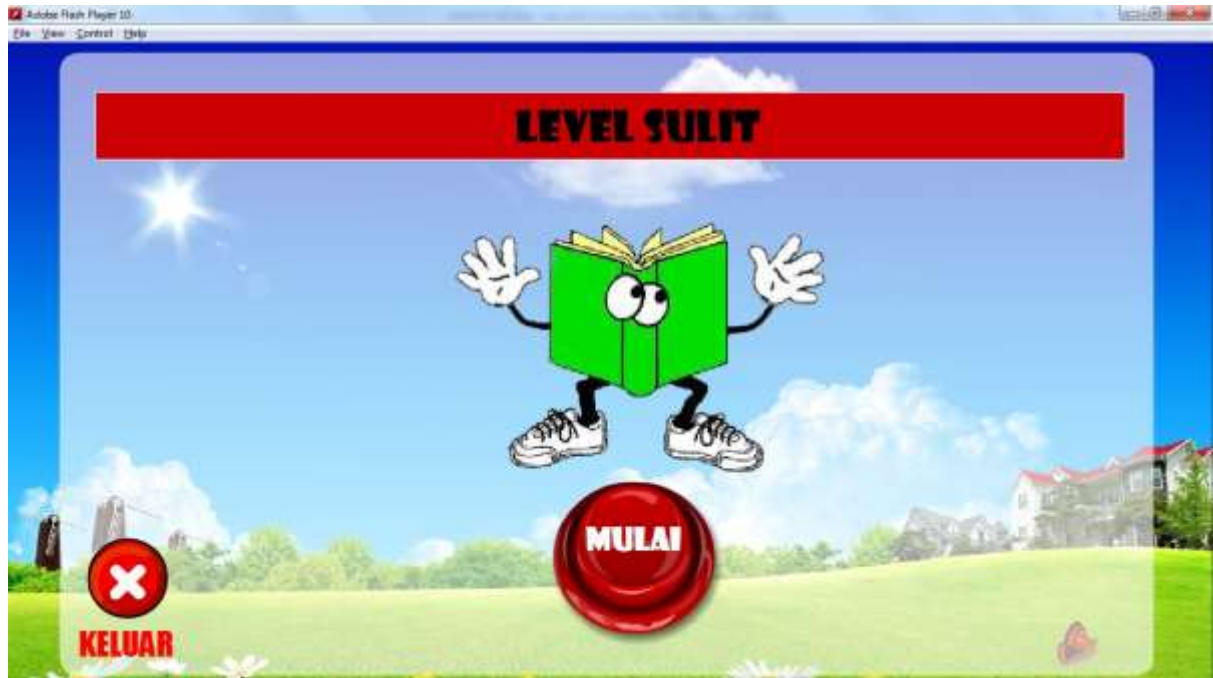 Adobe Flash Player 10
File View Control Help
LEVEL SULIT
MULAI
KELUAR